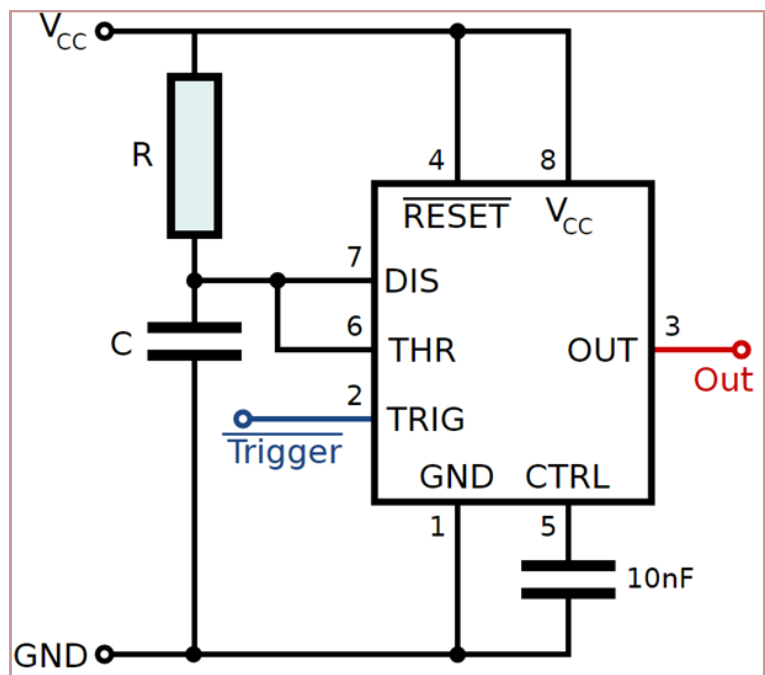 VCC
R
4
8
RESET
VCC
7
DIS
6
THR
C
2
TRIG
Trigger
3
OUT
Out
GND
CTRL
1
5
10nF
GND